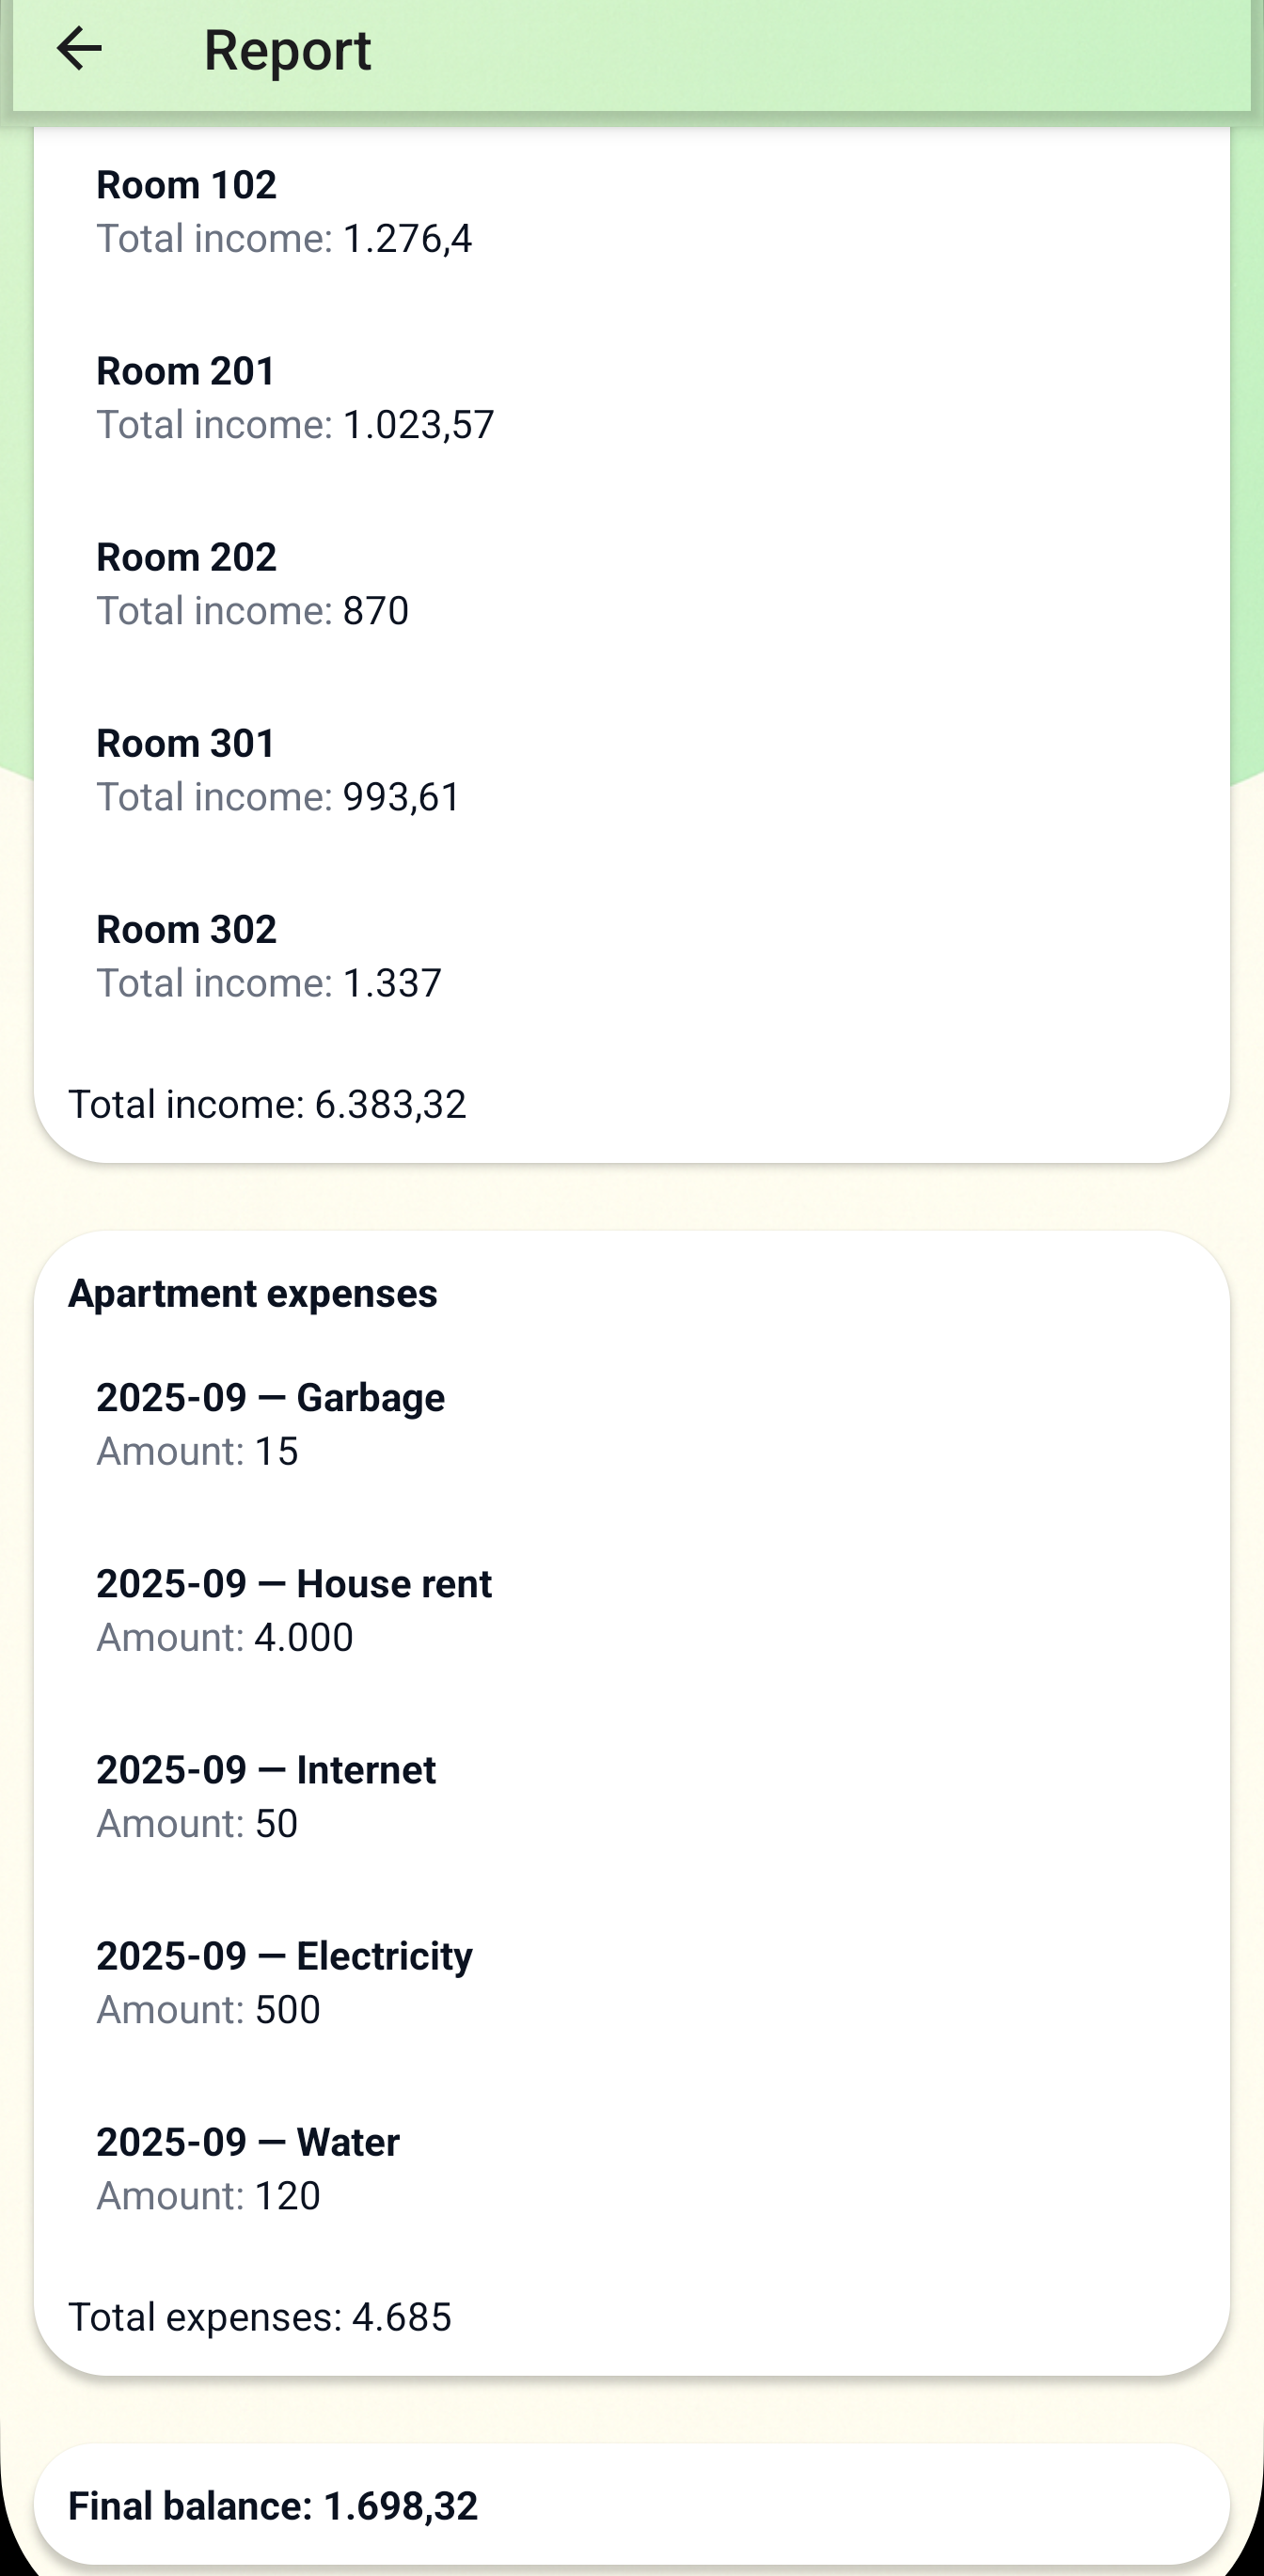 Report
Room 102
Total income: 1.276,4
Room 201
Total income: 1.023,57
Room 202
Total income: 870
Room 301
Total income: 993,61
Room 302
Total income: 1.337
Total income: 6.383,32
Apartment expenses
2025-09 — Garbage
Amount: 15
2025-09 — House rent
Amount: 4.000
2025-09 — Internet
Amount: 50
2025-09 — Electricity
Amount: 500
2025-09 — Water
Amount: 120
Total expenses: 4.685
Final balance: 1.698,32